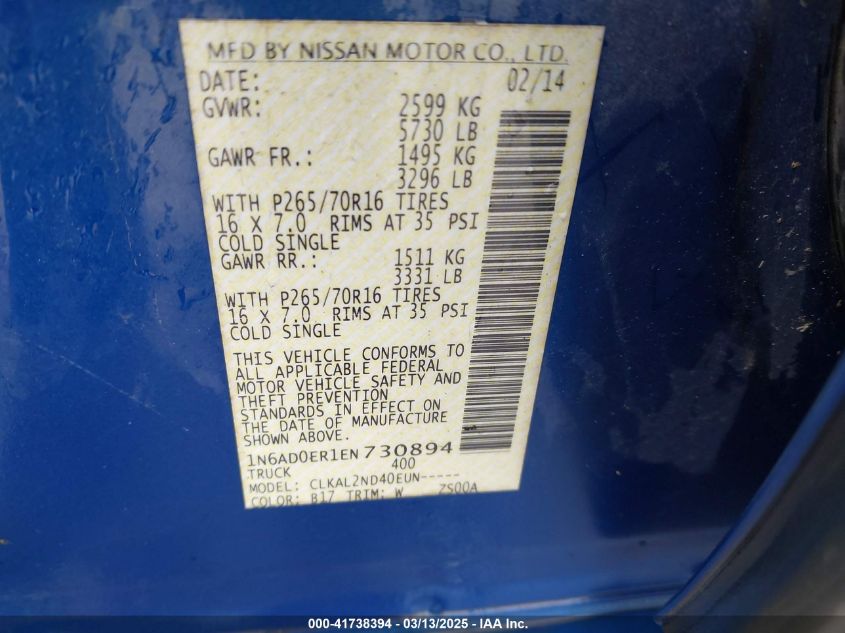 MFD BY NISSAN MOTOR CO., LTD.
DATE: 02/14
GVWR: 2599 KG
5730 LB
GAWR FR.: 1495 KG
3296 LB
WITH P265/70R16 TIRES
16 X 7.0 RIMS AT 35 PSI
COLD SINGLE
GAWR RR.: 1511 KG
3331 LB
WITH P265/70R16 TIRES
16 X 7.0 RIMS AT 35 PSI
COLD SINGLE
THIS VEHICLE CONFORMS TO
ALL APPLICABLE FEDERAL
MOTOR VEHICLE SAFETY AND
THEFT PREVENTION
STANDARDS IN EFFECT ON
THE DATE OF MANUFACTURE
SHOWN ABOVE.
1N6AD0ER1EN730894
TRUCK 400
MODEL: CLKAL2ND40EUN-----
COLOR: B17 TRIM: W ZS00A
000-41738394 - 03/13/2025 - IAA Inc.